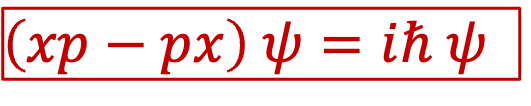 (xp − px) ψ = iℏ ψ